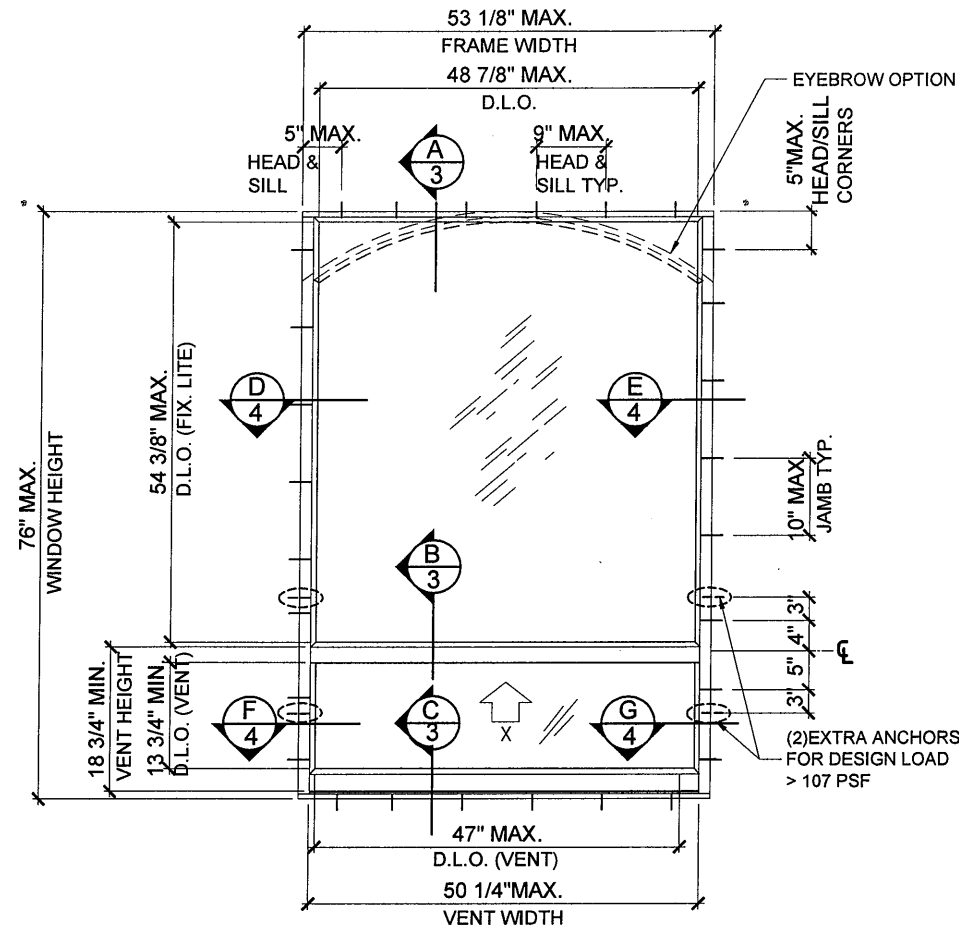 53 1/8" MAX.
FRAME WIDTH
48 7/8" MAX.
D.L.O.
EYEBROW OPTION
5" MAX.
HEAD &
SILL
A
3
9" MAX.
HEAD &
SILL TYP.
5"MAX.
HEAD/SILL
CORNERS
76" MAX.
WINDOW HEIGHT
54 3/8" MAX.
D.L.O. (FIX. LITE)
D
4
E
4
10" MAX
JAMB TYP.
B
3
3"
4"
℄
5"
3"
18 3/4" MIN.
VENT HEIGHT
13 3/4" MIN
D.L.O. (VENT)
F
4
C
3
X
G
4
(2)EXTRA ANCHORS
FOR DESIGN LOAD
> 107 PSF
47" MAX.
D.L.O. (VENT)
50 1/4"MAX.
VENT WIDTH